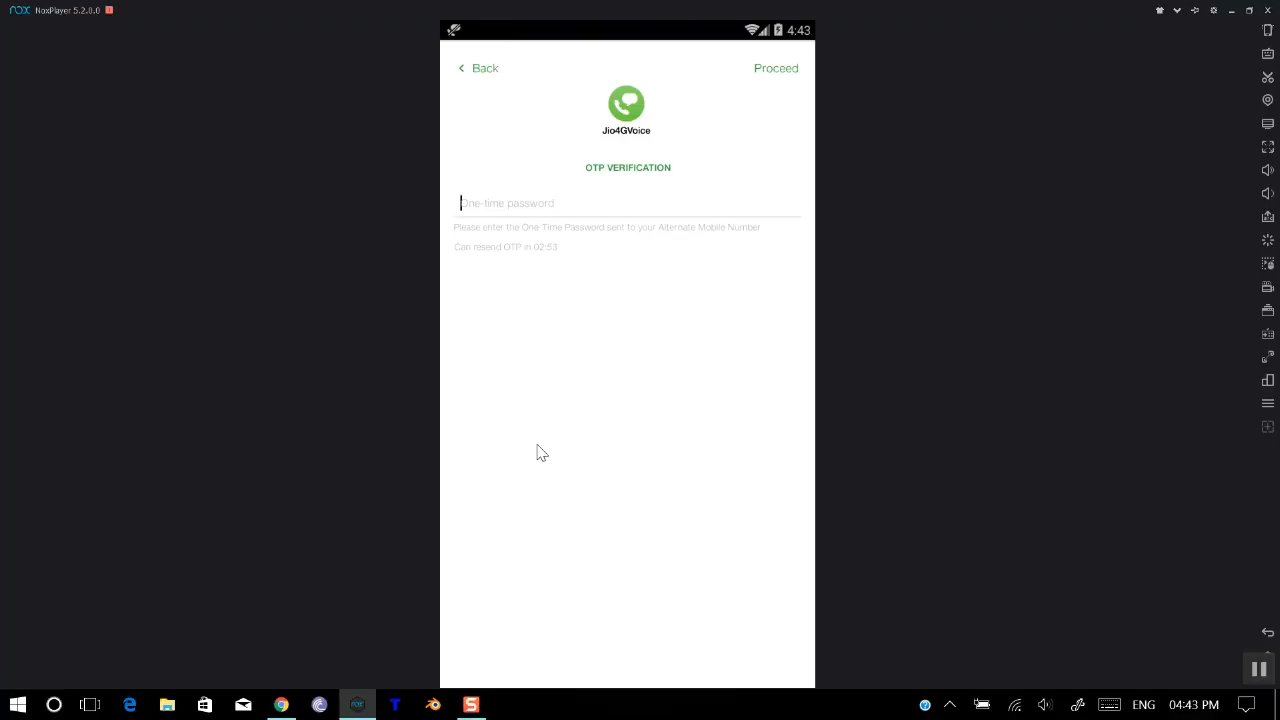 NoxPlayer 5.2.0.0
4:43
Back
Proceed
Jio4GVoice
OTP VERIFICATION
One-time password
Please enter the One-Time Password sent to your Alternate Mobile Number
Can resend OTP in 02:53
ENG
04:43 PM